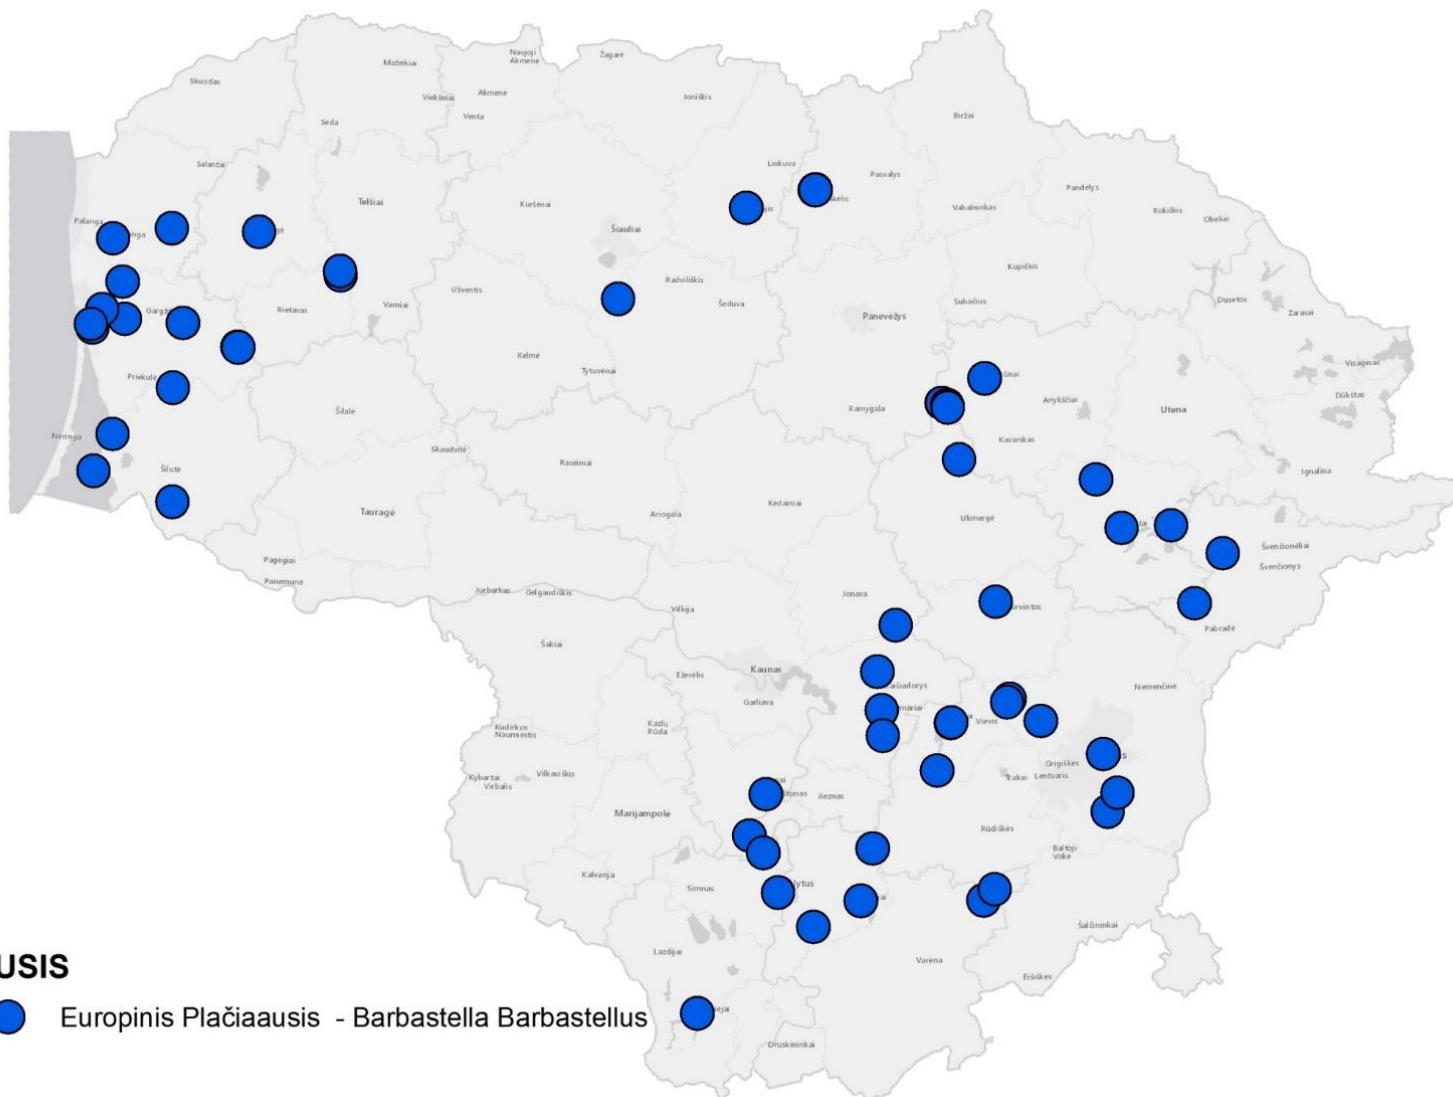 Naujoji
Akmenė
Žagarė
Mažeikiai
Skuodas
Viekšniai
Akmenė
Joniškis
Venta
Seda
Biržai
Linkuva
Salantai
Pasvalys
Pandėlys
Telšiai
Kuršėnai
Vabalninkas
Rokiškis
Obeliai
Palanga
Šiauliai
Kupiškis
Radviliškis
Užventis
Šeduva
Subačius
Dusetos
Zarasai
Rietavas
Varniai
Panevėžys
Kelmė
Tytuvėnai
Visaginas
Priekulė
Dūkštas
Anykščiai
Utena
Šilalė
Ramygala
Neringa
Kavarskas
Skaudvilė
Raseiniai
Šilutė
Ignalina
Kėdainiai
Tauragė
Ariogala
Ukmergė
Švenčionėliai
Pagėgiai
Švenčionys
Panemunė
Jurbarkas
Gelgaudiškis
Jonava
Vilkija
Pabradė
Šakiai
Kaunas
Ežerėlis
Nemenčinė
Garliava
Kazlų
Rūda
Vievis
Kudirkos
Naumiestis
Grigiškės
Kybartai
Vilkaviškis
Lentvaris
Virbalis
Jieznas
Marijampolė
Rūdiškės
Baltoji
Vokė
Kalvarija
Simnas
Šalčininkai
Lazdijai
Varėna
Eišiškės
Druskininkai
USIS
Europinis Plačiaausis - Barbastella Barbastellus